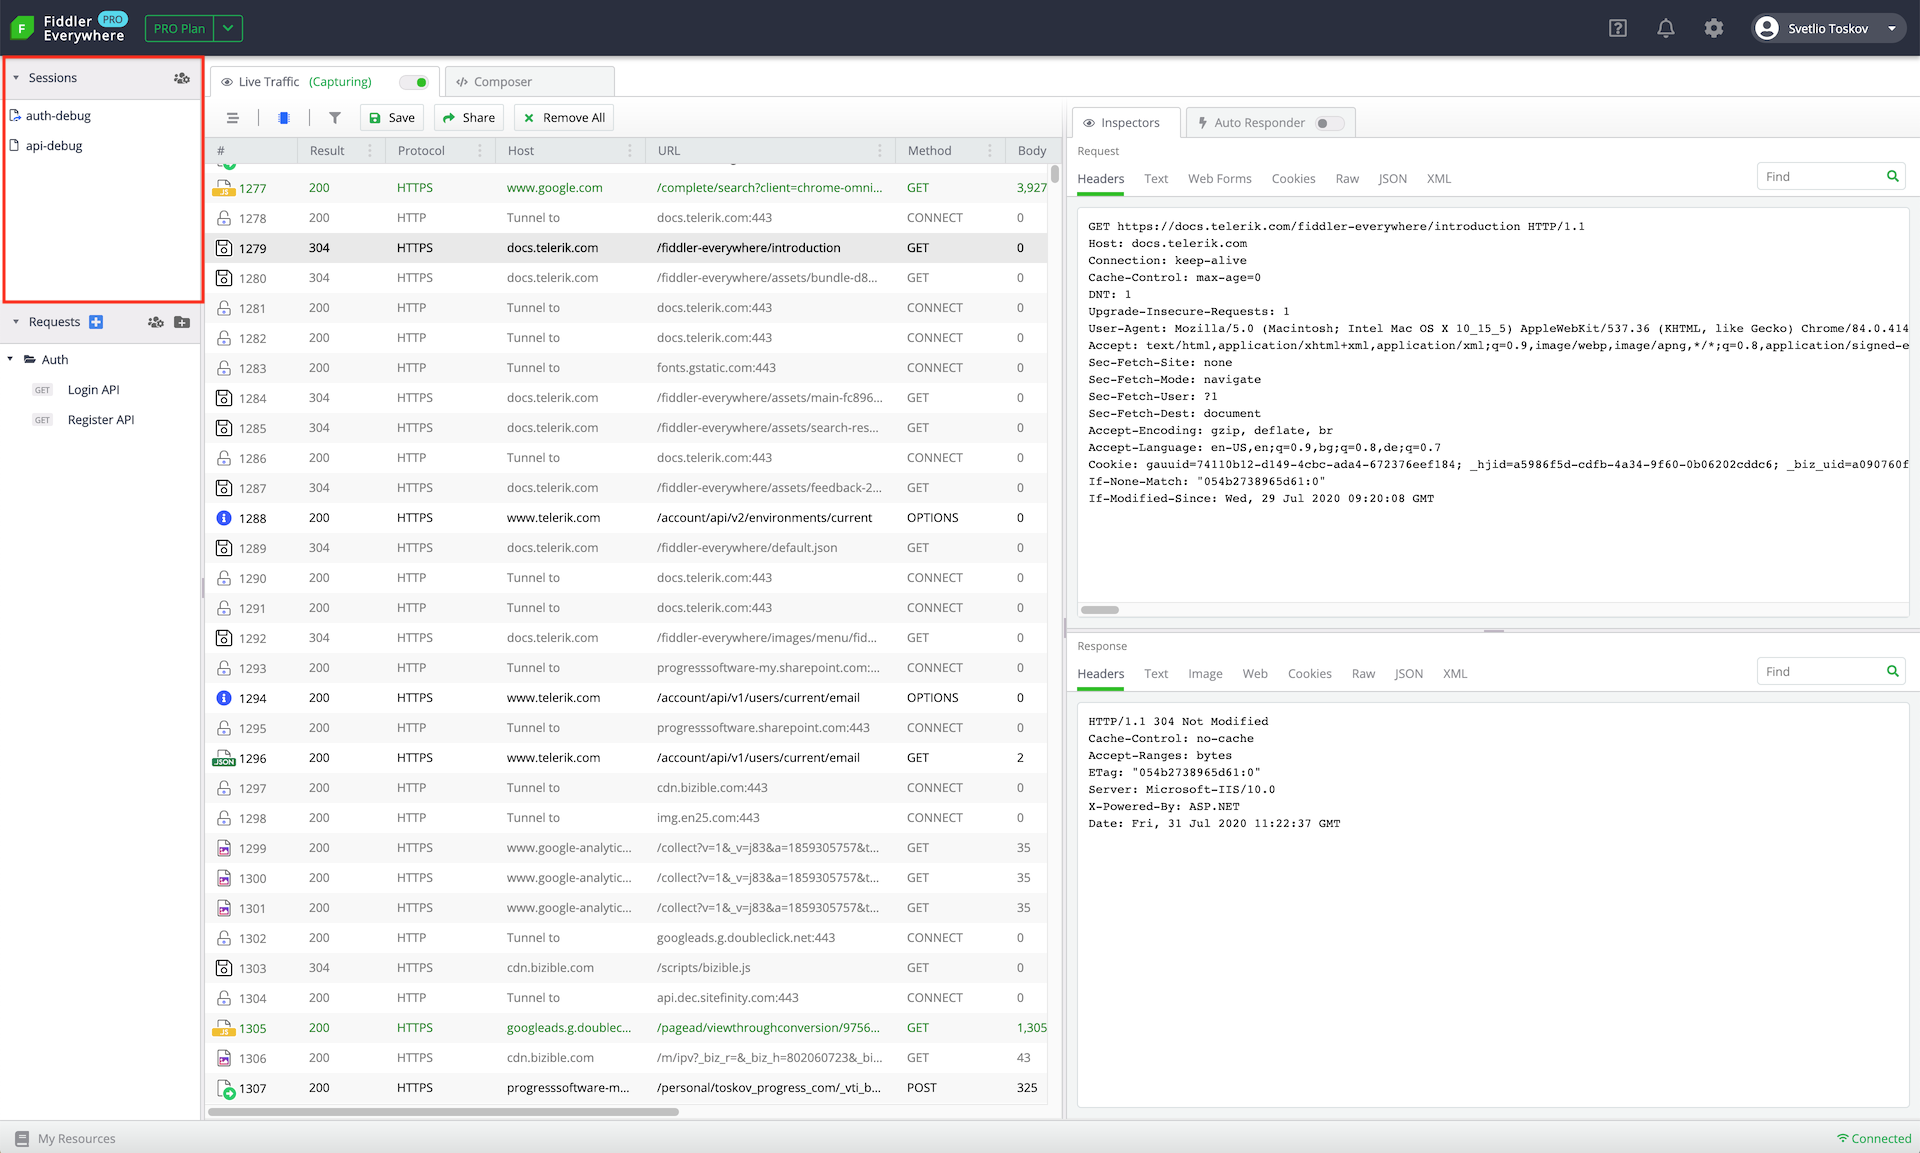 Fiddler PRO
Everywhere
PRO Plan
Svetlio Toskov
Sessions
auth-debug
api-debug
Requests
Auth
GET Login API
GET Register API
Live Traffic (Capturing)
Composer
Save
Share
Remove All
# Result Protocol Host URL Method Body
1277 200 HTTPS www.google.com /complete/search?client=chrome-omni... GET 3,927
1278 200 HTTP Tunnel to docs.telerik.com:443 CONNECT 0
1279 304 HTTPS docs.telerik.com /fiddler-everywhere/introduction GET 0
1280 304 HTTPS docs.telerik.com /fiddler-everywhere/assets/bundle-d8... GET 0
1281 200 HTTP Tunnel to docs.telerik.com:443 CONNECT 0
1282 200 HTTP Tunnel to docs.telerik.com:443 CONNECT 0
1283 200 HTTP Tunnel to fonts.gstatic.com:443 CONNECT 0
1284 304 HTTPS docs.telerik.com /fiddler-everywhere/assets/main-fc896... GET 0
1285 304 HTTPS docs.telerik.com /fiddler-everywhere/assets/search-res... GET 0
1286 200 HTTP Tunnel to docs.telerik.com:443 CONNECT 0
1287 304 HTTPS docs.telerik.com /fiddler-everywhere/assets/feedback-2... GET 0
1288 200 HTTPS www.telerik.com /account/api/v2/environments/current OPTIONS 0
1289 304 HTTPS docs.telerik.com /fiddler-everywhere/default.json GET 0
1290 200 HTTP Tunnel to docs.telerik.com:443 CONNECT 0
1291 200 HTTP Tunnel to docs.telerik.com:443 CONNECT 0
1292 304 HTTPS docs.telerik.com /fiddler-everywhere/images/menu/fid... GET 0
1293 200 HTTP Tunnel to progresssoftware-my.sharepoint.com:... CONNECT 0
1294 200 HTTPS www.telerik.com /account/api/v1/users/current/email OPTIONS 0
1295 200 HTTP Tunnel to progresssoftware.sharepoint.com:443 CONNECT 0
JSON 1296 200 HTTPS www.telerik.com /account/api/v1/users/current/email GET 2
1297 200 HTTP Tunnel to cdn.bizible.com:443 CONNECT 0
1298 200 HTTP Tunnel to img.en25.com:443 CONNECT 0
1299 200 HTTPS www.google-analytic... /collect?v=1&_v=j83&a=1859305757&t... GET 35
1300 200 HTTPS www.google-analytic... /collect?v=1&_v=j83&a=1859305757&t... GET 35
1301 200 HTTPS www.google-analytic... /collect?v=1&_v=j83&a=1859305757&t... GET 35
1302 200 HTTP Tunnel to googleads.g.doubleclick.net:443 CONNECT 0
1303 304 HTTPS cdn.bizible.com /scripts/bizible.js GET 0
1304 200 HTTP Tunnel to api.dec.sitefinity.com:443 CONNECT 0
JS 1305 200 HTTPS googleads.g.doublec... /pagead/viewthroughconversion/9756... GET 1,305
1306 200 HTTPS cdn.bizible.com /m/ipv?_biz_r=&_biz_h=802060723&_bi... GET 43
1307 200 HTTPS progresssoftware-m... /personal/toskov_progress_com/_vti_b... POST 325
Inspectors
Auto Responder
Request
Headers Text Web Forms Cookies Raw JSON XML
Find
GET https://docs.telerik.com/fiddler-everywhere/introduction HTTP/1.1
Host: docs.telerik.com
Connection: keep-alive
Cache-Control: max-age=0
DNT: 1
Upgrade-Insecure-Requests: 1
User-Agent: Mozilla/5.0 (Macintosh; Intel Mac OS X 10_15_5) AppleWebKit/537.36 (KHTML, like Gecko) Chrome/84.0.414
Accept: text/html,application/xhtml+xml,application/xml;q=0.9,image/webp,image/apng,*/*;q=0.8,application/signed-e
Sec-Fetch-Site: none
Sec-Fetch-Mode: navigate
Sec-Fetch-User: ?1
Sec-Fetch-Dest: document
Accept-Encoding: gzip, deflate, br
Accept-Language: en-US,en;q=0.9,bg;q=0.8,de;q=0.7
Cookie: gauuid=74110b12-d149-4cbc-ada4-672376eef184; _hjid=a5986f5d-cdfb-4a34-9f60-0b06202cddc6; _biz_uid=a090760f
If-None-Match: "054b2738965d61:0"
If-Modified-Since: Wed, 29 Jul 2020 09:20:08 GMT
Response
Headers Text Image Web Cookies Raw JSON XML
Find
HTTP/1.1 304 Not Modified
Cache-Control: no-cache
Accept-Ranges: bytes
ETag: "054b2738965d61:0"
Server: Microsoft-IIS/10.0
X-Powered-By: ASP.NET
Date: Fri, 31 Jul 2020 11:22:37 GMT
My Resources
Connected